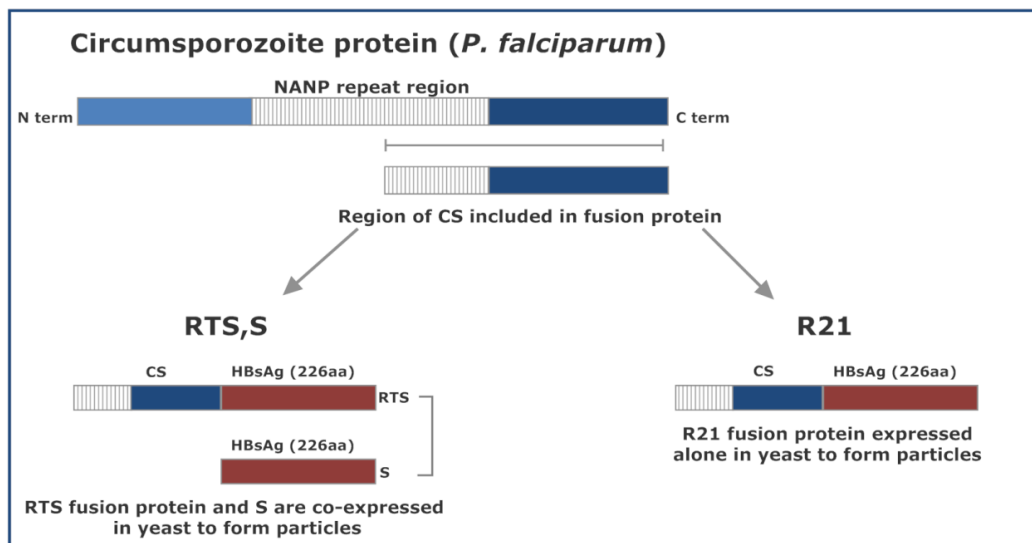 Circumsporozoite protein (P. falciparum)
NANP repeat region
N term
C term
Region of CS included in fusion protein
RTS,S
R21
CS
HBsAg (226aa)
RTS
HBsAg (226aa)
S
RTS fusion protein and S are co-expressed
in yeast to form particles
CS
HBsAg (226aa)
R21 fusion protein expressed
alone in yeast to form particles